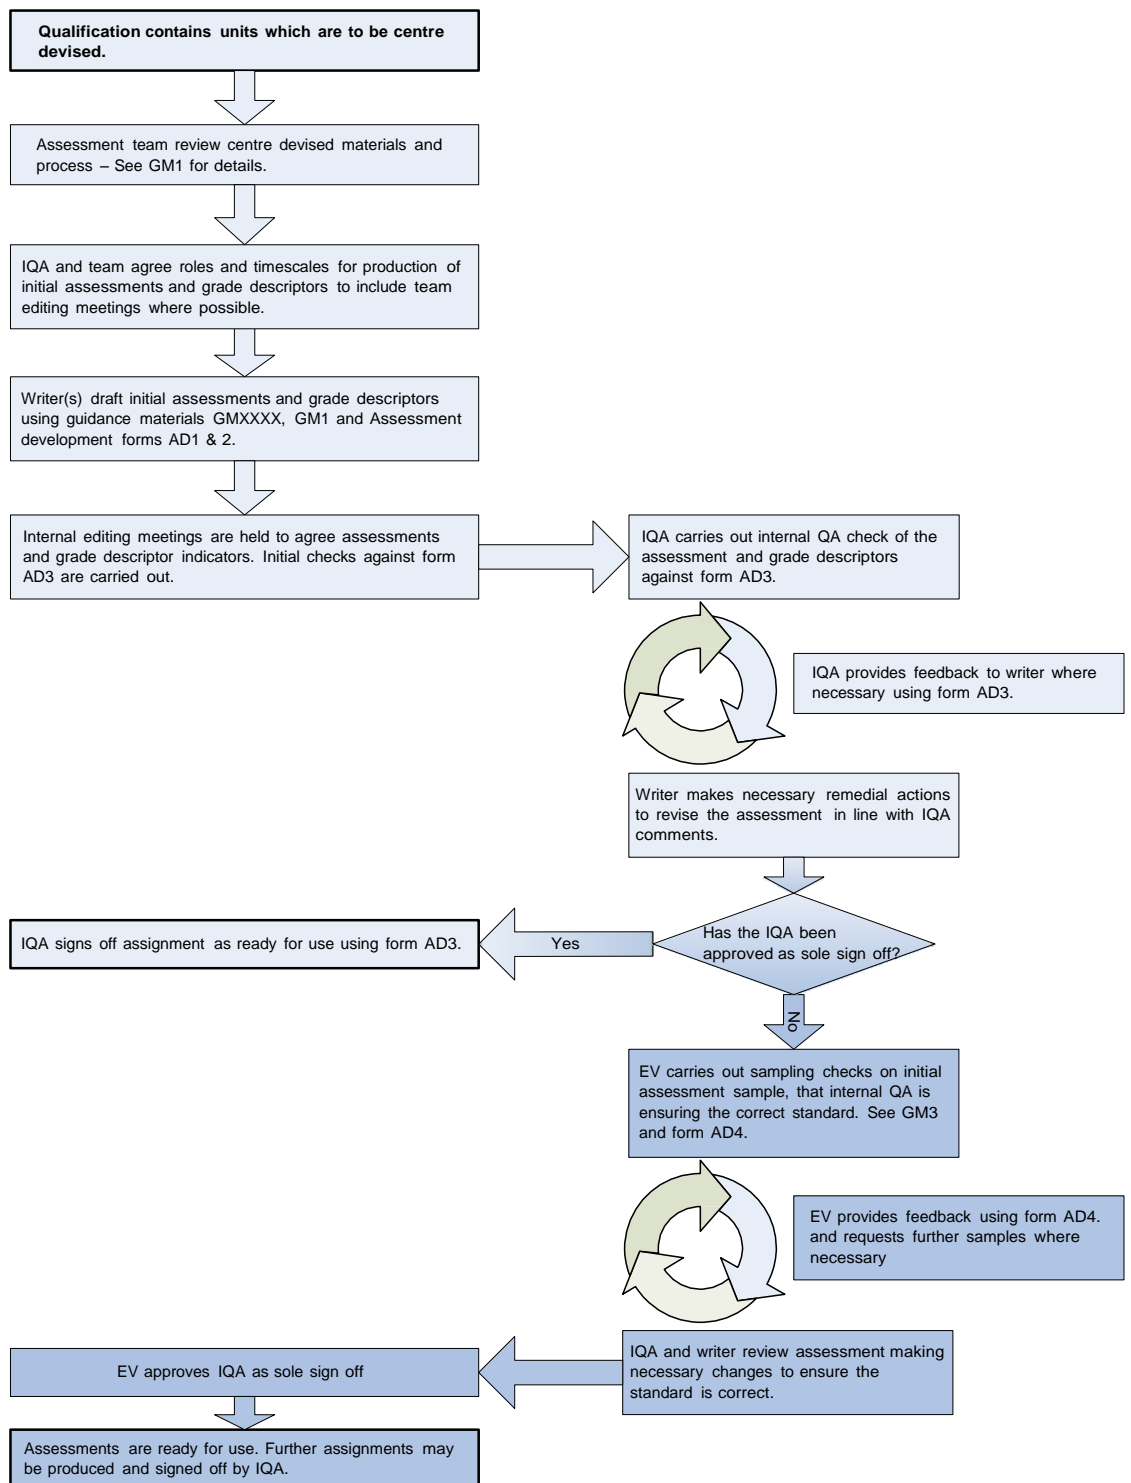 Qualification contains units which are to be centre
devised.
Assessment team review centre devised materials and
process – See GM1 for details.
IQA and team agree roles and timescales for production of
initial assessments and grade descriptors to include team
editing meetings where possible.
Writer(s) draft initial assessments and grade descriptors
using guidance materials GMXXXX, GM1 and Assessment
development forms AD1 & 2.
Internal editing meetings are held to agree assessments
and grade descriptor indicators. Initial checks against form
AD3 are carried out.
IQA carries out internal QA check of the
assessment and grade descriptors
against form AD3.
IQA provides feedback to writer where
necessary using form AD3.
Writer makes necessary remedial actions
to revise the assessment in line with IQA
comments.
Has the IQA been
approved as sole sign off?
Yes
IQA signs off assignment as ready for use using form AD3.
No
EV carries out sampling checks on initial
assessment sample, that internal QA is
ensuring the correct standard. See GM3
and form AD4.
EV provides feedback using form AD4.
and requests further samples where
necessary
IQA and writer review assessment making
necessary changes to ensure the
standard is correct.
EV approves IQA as sole sign off
Assessments are ready for use. Further assignments may
be produced and signed off by IQA.